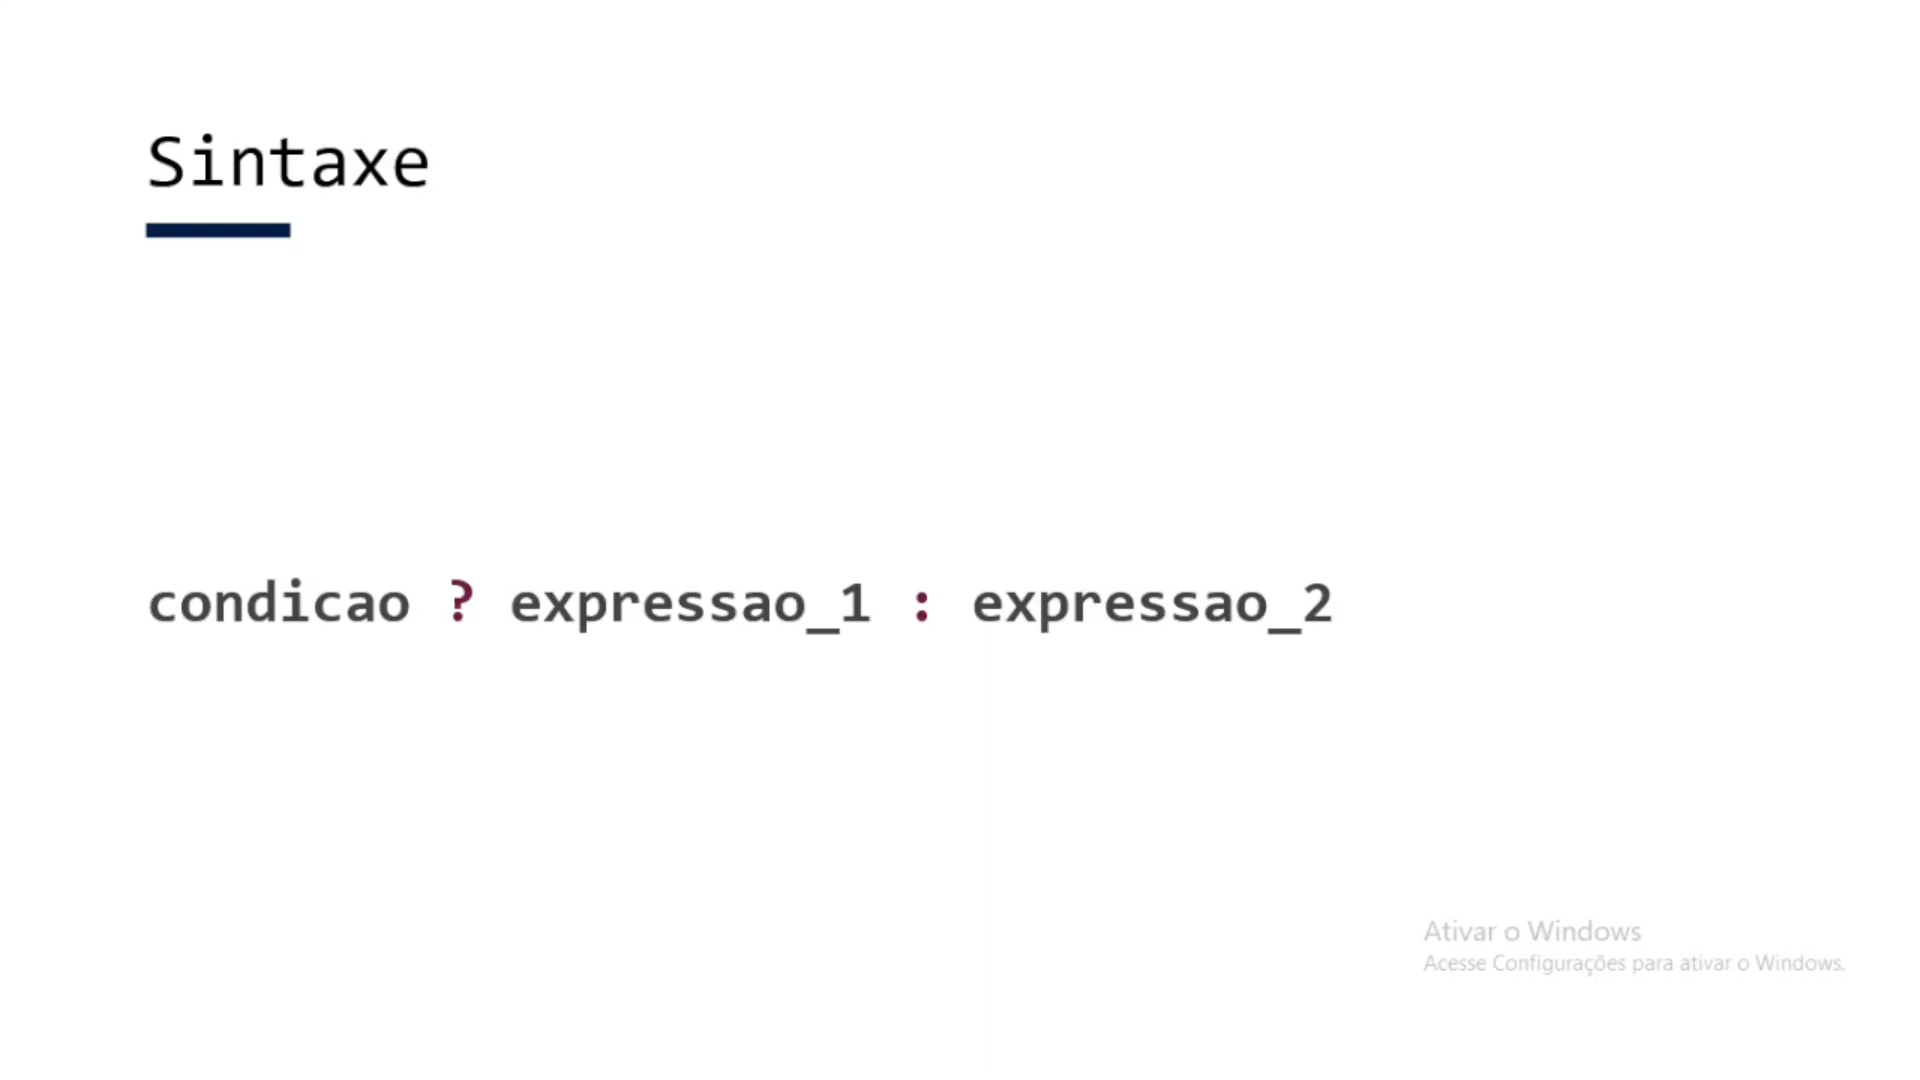 Sintaxe
condicao ? expressao_1 : expressao_2
Ativar o Windows
Acesse Configurações para ativar o Windows.